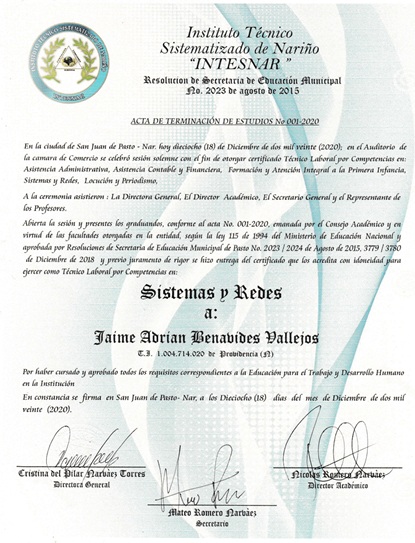 Instituto Técnico
Sistematizado de Nariño
"INTESNAR"
Resolucion de Secretaria de Educación Municipal
No. 2023 de agosto de 2015
INTESNAR
ACTA DE TERMINACIÓN DE ESTUDIOS No 001-2020
En la ciudad de San Juan de Pasto - Nar. hoy dieciocho (18) de Diciembre de dos mil veinte (2020); en el Auditorio de
la camara de Comercio se celebró sesión solemne con el fin de otorgar certificado Técnico Laboral por Competencias en:
Asistencia Administrativa, Asistencia Contable y Financiera, Formación y Atención Integral a la Primera Infancia,
Sistemas y Redes, Locución y Periodismo,
A la ceremonia asistieron : La Directora General, El Director Académico, El Secretario General y el Representante de
los Profesores.
Abierta la sesión y presentes los graduandos, conforme al acta No. 001-2020, emanada por el Consejo Académico y en
virtud de las facultades otorgadas en la entidad, según la ley 115 de 1994 del Ministerio de Educación Nacional y
aprobada por Resoluciones de Secretaria de Educación Municipal de Pasto No. 2023 / 2024 de Agosto de 2015, 3779 / 3780
de Diciembre de 2018 y previo juramento de rigor se hizo entrega del certificado que los acredita con idoneidad para
ejercer como Técnico Laboral por Competencias en:
Sistemas y Redes
a:
Jaime Adrian Benavides Vallejos
T.I. 1.004.714.020 de Providencia (N)
Por haber cursado y aprobado todos los requisitos correspondientes a la Educación para el Trabajo y Desarrollo Humano
en la Institución
En constancia se firma en San Juan de Pasto- Nar, a los Dieciocho (18) dias del mes de Diciembre de dos mil
veinte (2020).
Cristina del Pilar Narváez Torres
Directora General
Nicolas Romero Narváez
Director Académico
Mateo Romero Narváez
Secretario